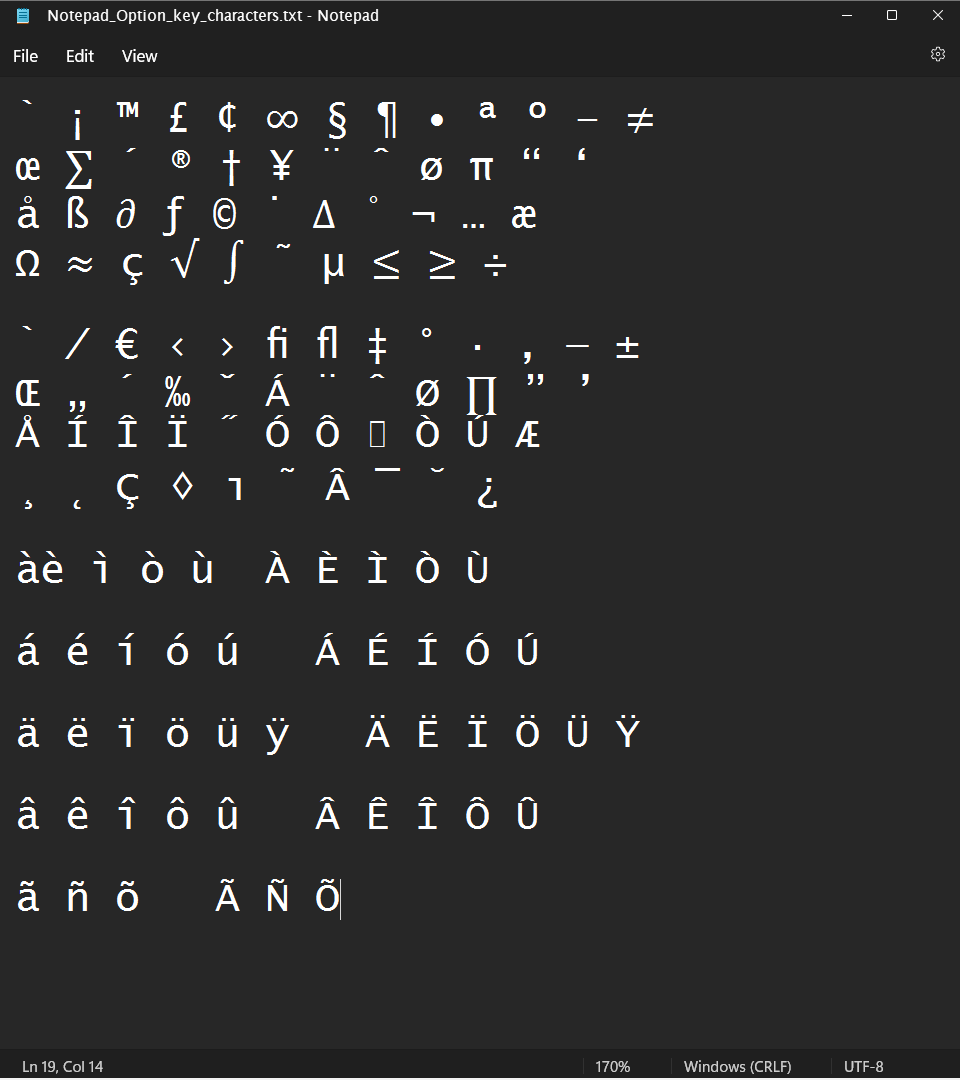 Notepad_Option_key_characters.txt - Notepad
File Edit View
` ¡ ™ £ ¢ ∞ § ¶ • ª º – ≠
œ ∑ ´ ® † ¥ ¨ ˆ ø π “ ‘
å ß ∂ ƒ © ˙ ∆ ˚ ¬ … æ
Ω ≈ ç √ ∫ ˜ µ ≤ ≥ ÷
` ⁄ € ‹ › fi fl ‡ ° · ‚ — ±
Œ „ ´ ‰ ˇ Á ¨ ˆ Ø ∏ ” ’
Å Í Î Ï ˝ Ó Ô  Ò Ú Æ
¸ ˛ Ç ◊ ı ˜ Â ¯ ˘ ¿
àè ì ò ù À È Ì Ò Ù
á é í ó ú Á É Í Ó Ú
ä ë ï ö ü ÿ Ä Ë Ï Ö Ü Ÿ
â ê î ô û Â Ê Î Ô Û
ã ñ õ Ã Ñ Õ
Ln 19, Col 14 170% Windows (CRLF) UTF-8